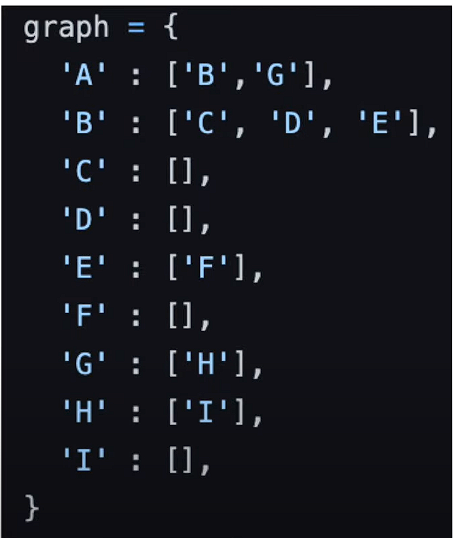 graph = {
'A' : ['B','G'],
'B' : ['C', 'D', 'E'],
'C' : [],
'D' : [],
'E' : ['F'],
'F' : [],
'G' : ['H'],
'H' : ['I'],
'I' : [],
}